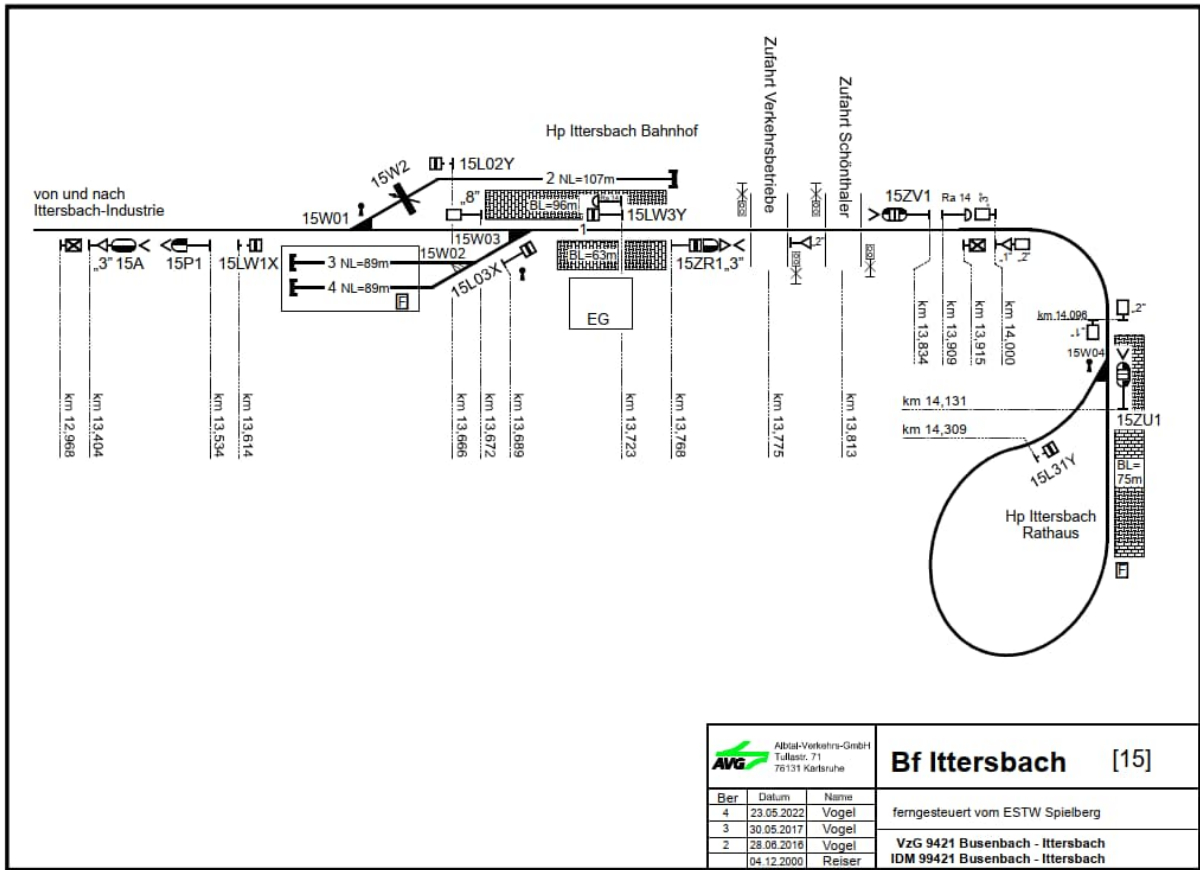 Zufahrt Verkehrsbetriebe
Zufahrt Schönthaler
Hp Ittersbach Bahnhof
von und nach
Ittersbach-Industrie
15W2
15L02Y
2 NL=107m
15W01
„8”
BL=96m
Ra 14
15LW3Y
15ZV1
Ra 14
„3”
1
15W03
„3” 15A
15P1
15LW1X
15W02
3 NL=89m
4 NL=89m
F
15L03X
BL=63m
15ZR1„3”
„2”
„1”
„2”
EG
km 13,834
km 13,909
km 13,915
km 14,000
km 14,096
„2”
„1”
15W04
km 14,131
15ZU1
km 14,309
15L31Y
BL=
75m
F
Hp Ittersbach
Rathaus
km 12,968
km 13,404
km 13,534
km 13,614
km 13,666
km 13,672
km 13,689
km 13,723
km 13,768
km 13,775
km 13,813
AVG
Albtal-Verkehrs-GmbH
Tullastr. 71
76131 Karlsruhe
Bf Ittersbach [15]
Ber Datum Name
4 23.05.2022 Vogel
3 30.05.2017 Vogel
2 28.06.2016 Vogel
04.12.2000 Reiser
ferngesteuert vom ESTW Spielberg
VzG 9421 Busenbach - Ittersbach
IDM 99421 Busenbach - Ittersbach